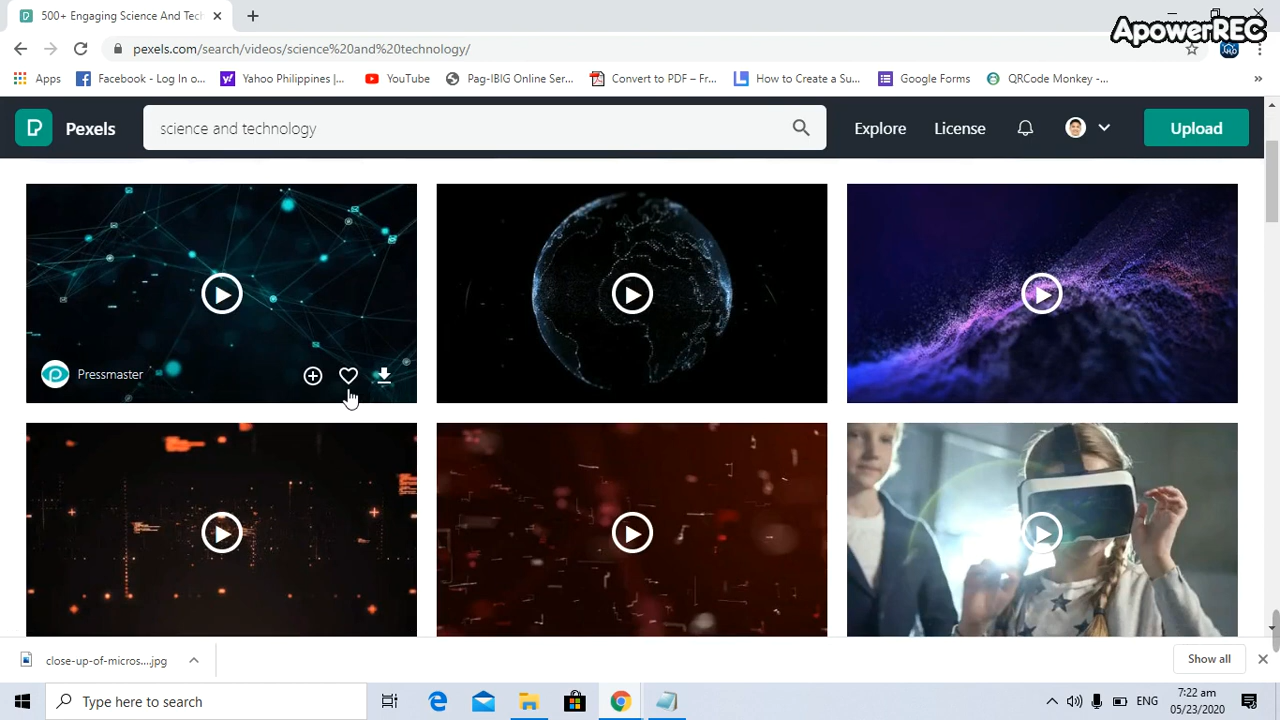 500+ Engaging Science And Tech
ApowerREC
pexels.com/search/videos/science%20and%20technology/
Apps
Facebook - Log In o...
Yahoo Philippines |...
YouTube
Pag-IBIG Online Ser...
Convert to PDF – Fr...
How to Create a Su...
Google Forms
QRCode Monkey -...
Pexels
science and technology
Explore
License
Upload
Pressmaster
close-up-of-micros....jpg
Show all
Type here to search
ENG
7:22 am
05/23/2020